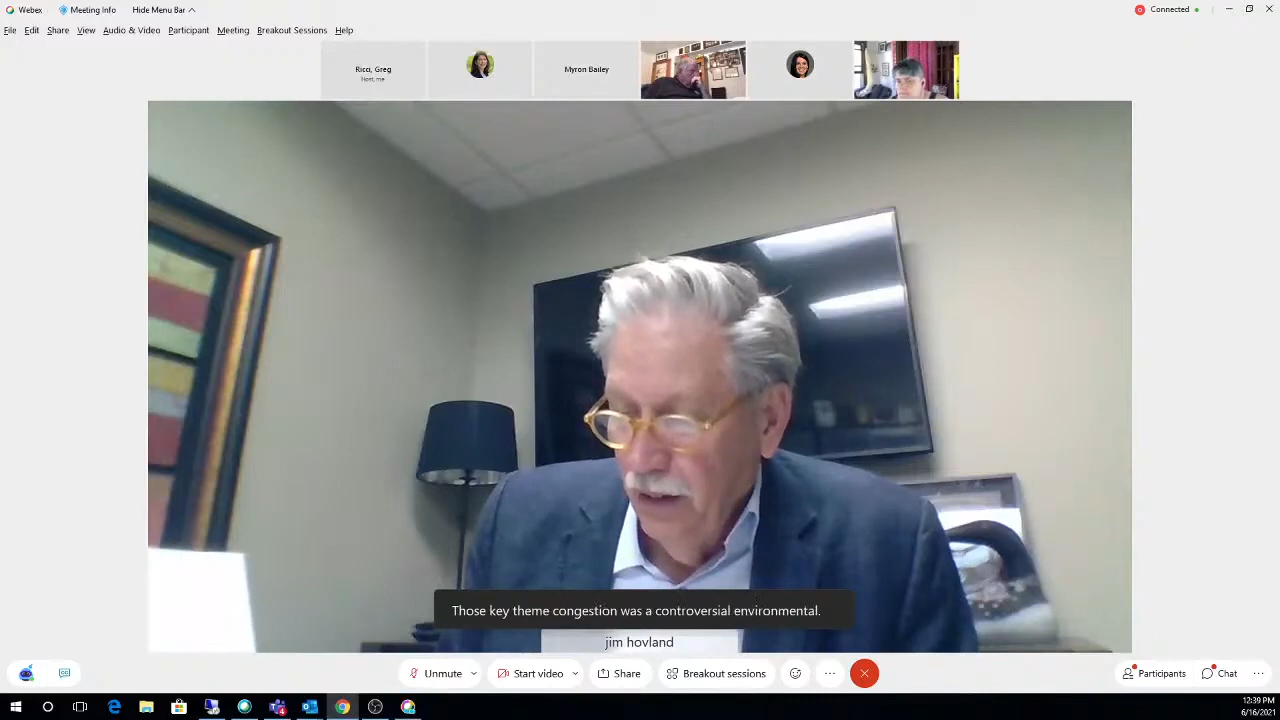 Webex
Meeting Info
Hide Menu Bar
Connected
File Edit Share View Audio & Video Participant Meeting Breakout Sessions Help
Ricci, Greg
Host, me
Myron Bailey
Those key theme congestion was a controversial environmental.
jim hovland
Unmute
Start video
Share
Breakout sessions
Participants
Chat
12:39 PM
6/16/2021